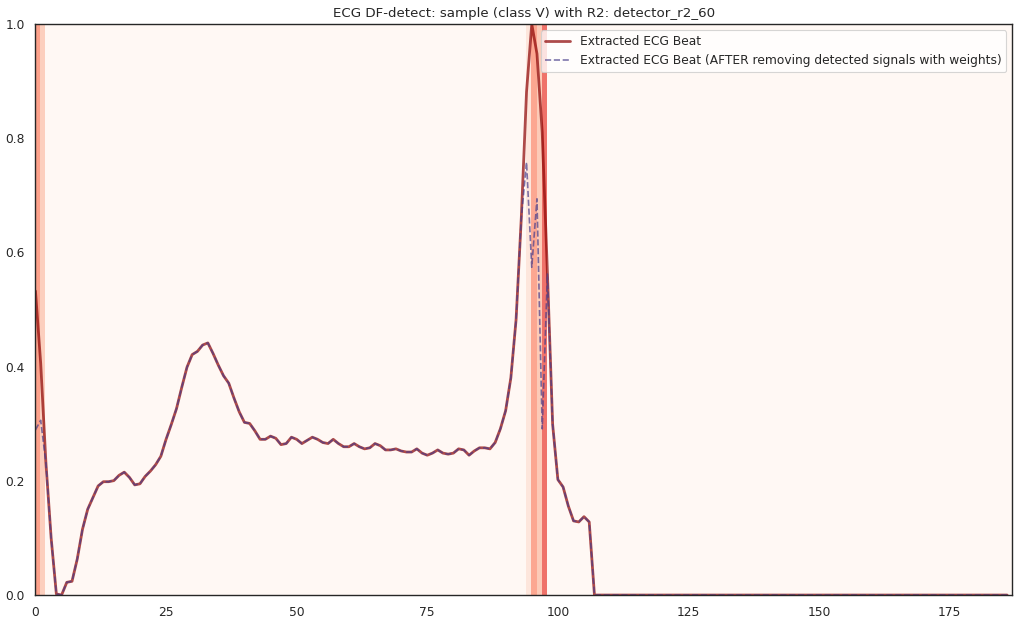 ECG DF-detect: sample (class V) with R2: detector_r2_60
1.0
Extracted ECG Beat
Extracted ECG Beat (AFTER removing detected signals with weights)
0.8
0.6
0.4
0.2
0.0
0 25 50 75 100 125 150 175